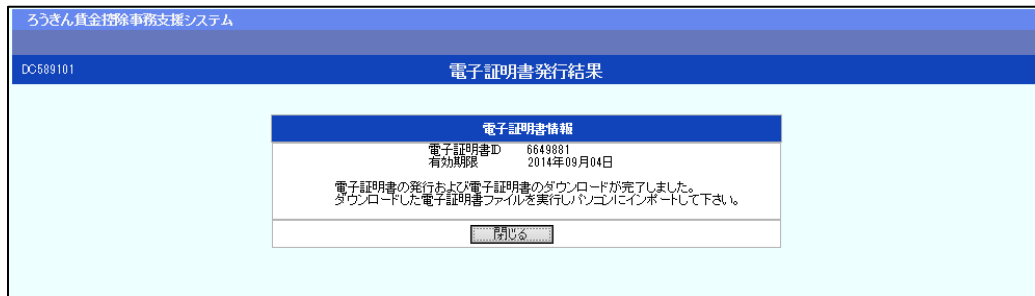 ろうきん賃金控除事務支援システム
DC589101
電子証明書発行結果
電子証明書情報
電子証明書ID 6649881
有効期限 2014年09月04日
電子証明書の発行および電子証明書のダウンロードが完了しました。
ダウンロードした電子証明書ファイルを実行しパソコンにインポートして下さい。
閉じる